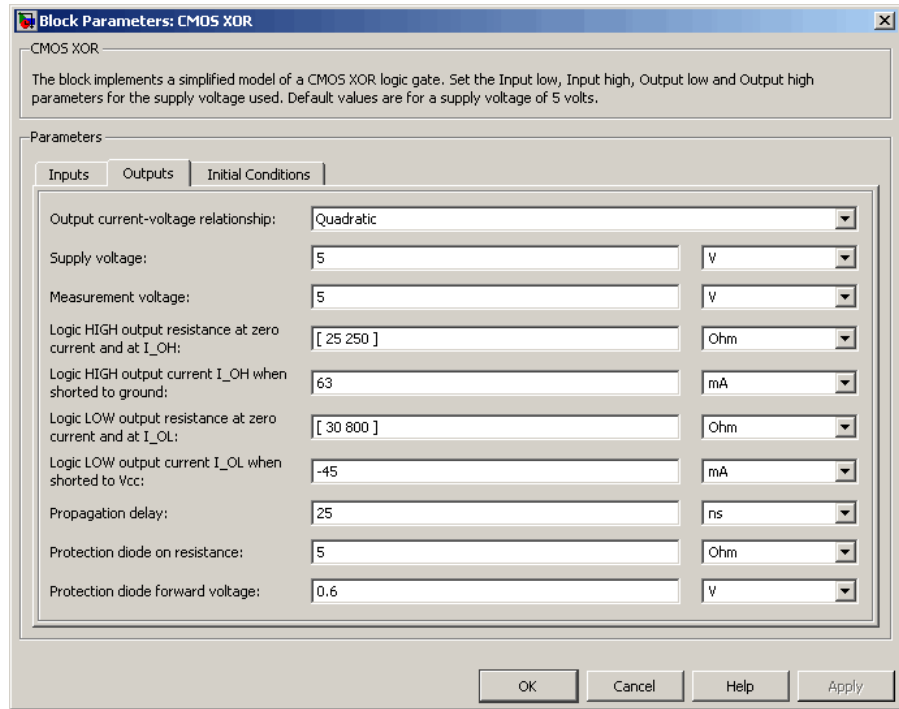 Block Parameters: CMOS XOR
CMOS XOR
The block implements a simplified model of a CMOS XOR logic gate. Set the Input low, Input high, Output low and Output high
parameters for the supply voltage used. Default values are for a supply voltage of 5 volts.
Parameters
Inputs Outputs Initial Conditions
Output current-voltage relationship: Quadratic
Supply voltage: 5 V
Measurement voltage: 5 V
Logic HIGH output resistance at zero
current and at I_OH: [ 25 250 ] Ohm
Logic HIGH output current I_OH when
shorted to ground: 63 mA
Logic LOW output resistance at zero
current and at I_OL: [ 30 800 ] Ohm
Logic LOW output current I_OL when
shorted to Vcc: -45 mA
Propagation delay: 25 ns
Protection diode on resistance: 5 Ohm
Protection diode forward voltage: 0.6 V
OK Cancel Help Apply